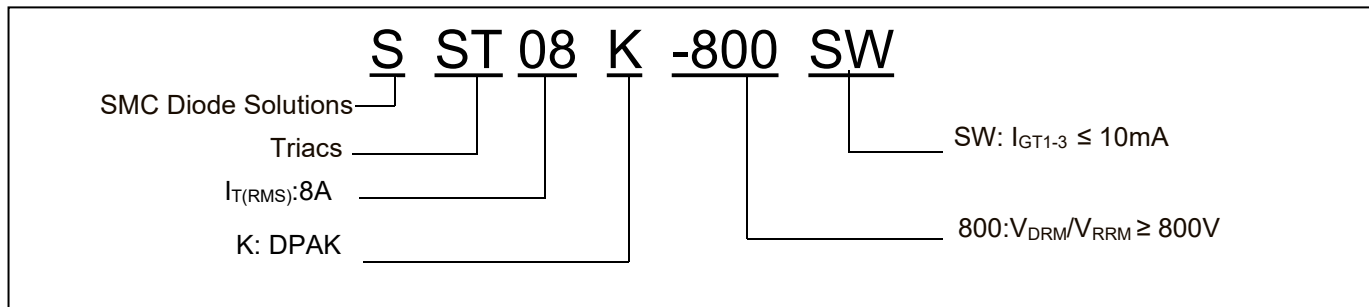 S ST 08 K -800 SW
SMC Diode Solutions
Triacs
IT(RMS):8A
K: DPAK
SW: IGT1-3 ≤ 10mA
800:VDRM/VRRM ≥ 800V